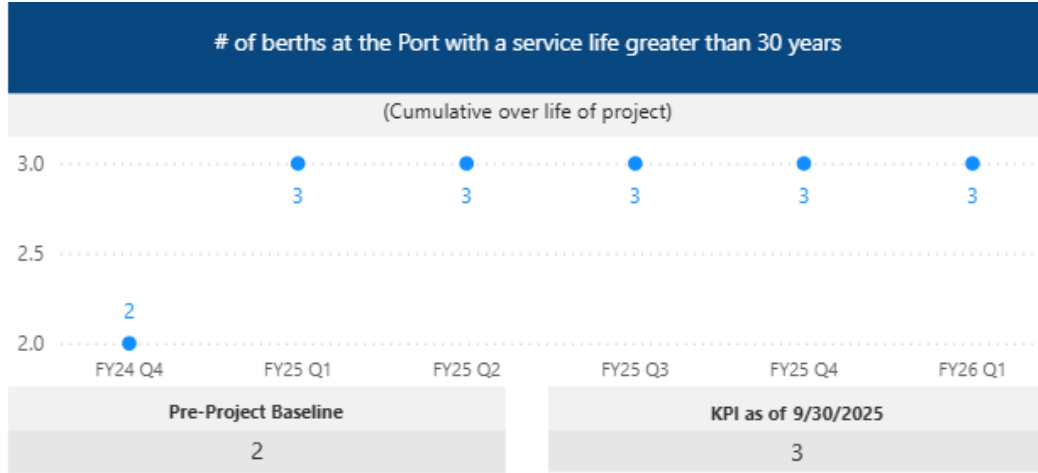 # of berths at the Port with a service life greater than 30 years
(Cumulative over life of project)
3.0
3 3 3 3 3
2.5
2
2.0
FY24 Q4 FY25 Q1 FY25 Q2 FY25 Q3 FY25 Q4 FY26 Q1
Pre-Project Baseline KPI as of 9/30/2025
2 3